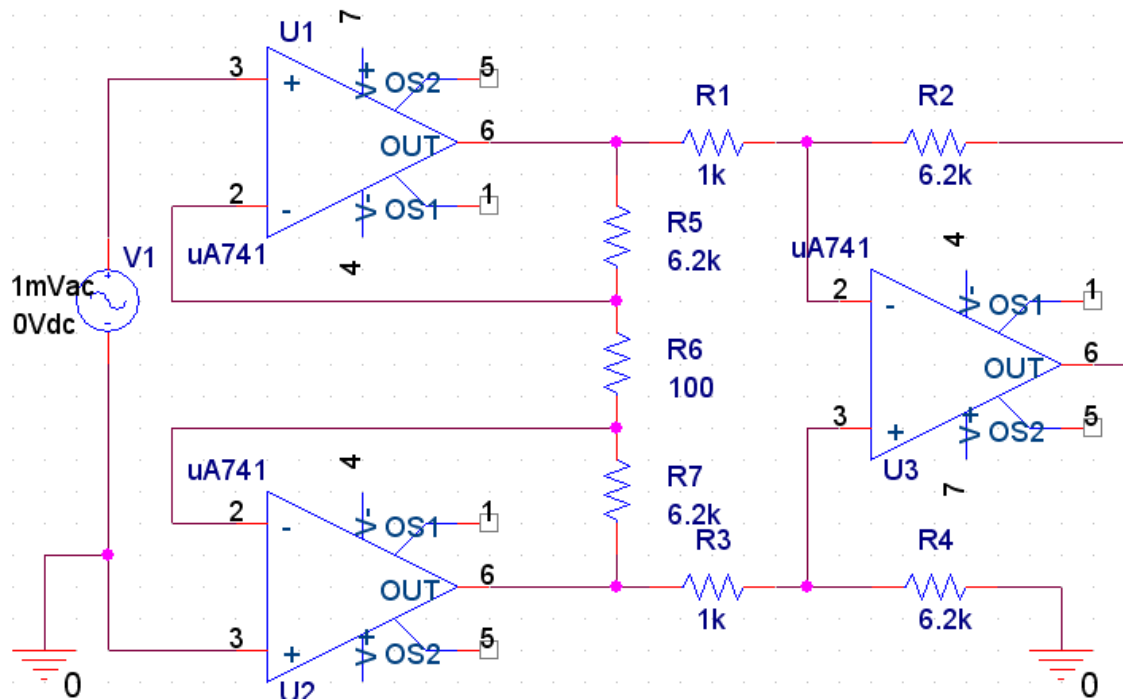 U1
7
3
+
V+
OS2
5
OUT
6
2
-
V-
OS1
1
uA741
4
V1
1mVac
0Vdc
+
-
R1
1k
R2
6.2k
R5
6.2k
R6
100
R7
6.2k
uA741
4
2
-
V-
OS1
1
OUT
6
3
+
V+
OS2
5
U3
7
uA741
4
2
-
V-
OS1
1
OUT
6
3
+
V+
OS2
5
U2
R3
1k
R4
6.2k
0
0